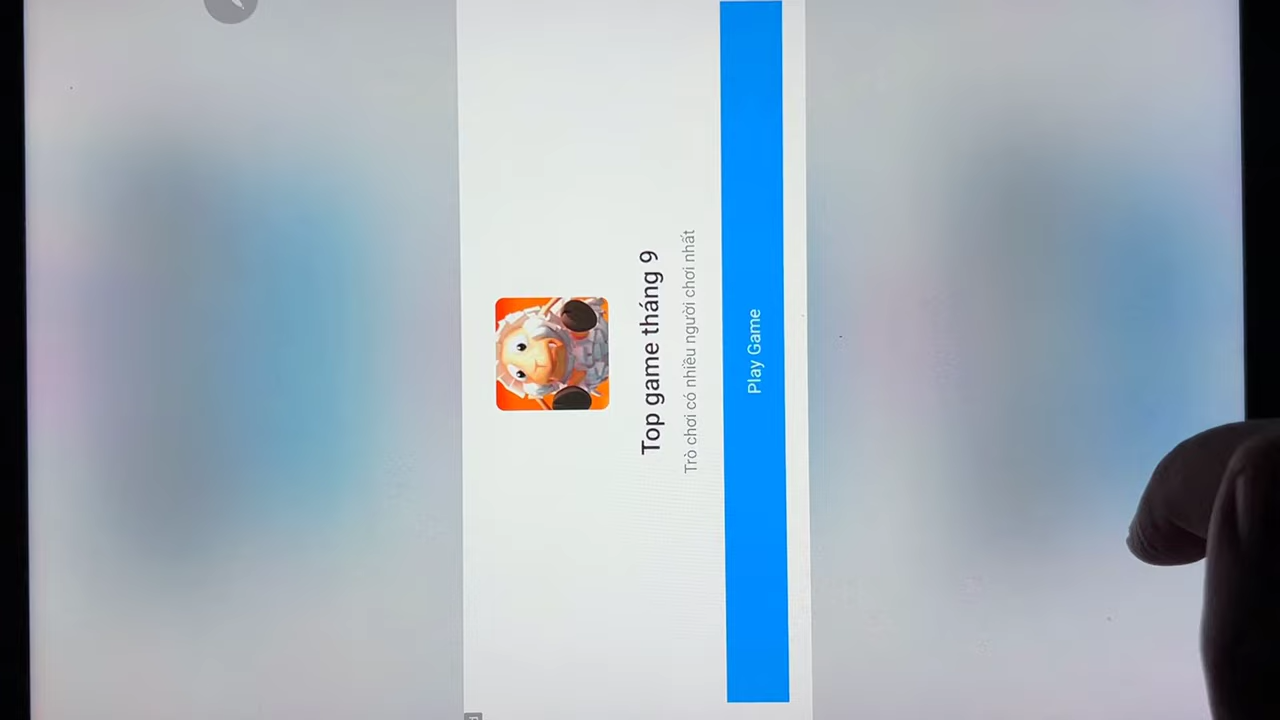 Top game tháng 9
Trò chơi có nhiều người chơi nhất
Play Game